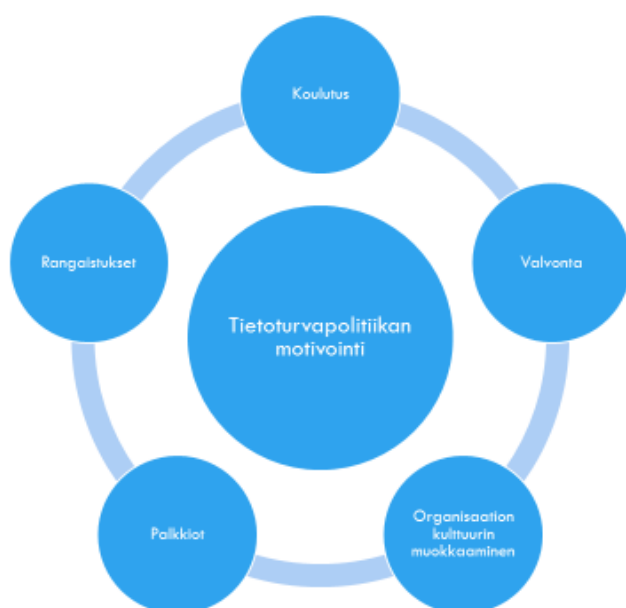 Koulutus
Rangaistukset
Valvonta
Tietoturvapolitiikan
motivointi
Palkkiot
Organisaation
kulttuurin
muokkaaminen